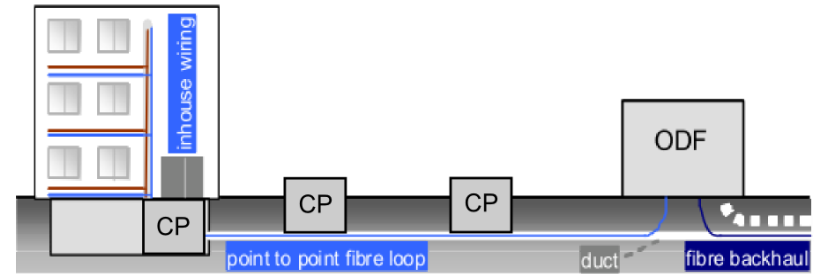 inhouse wiring
ODF
CP
CP
CP
point to point fibre loop
duct
fibre backhaul